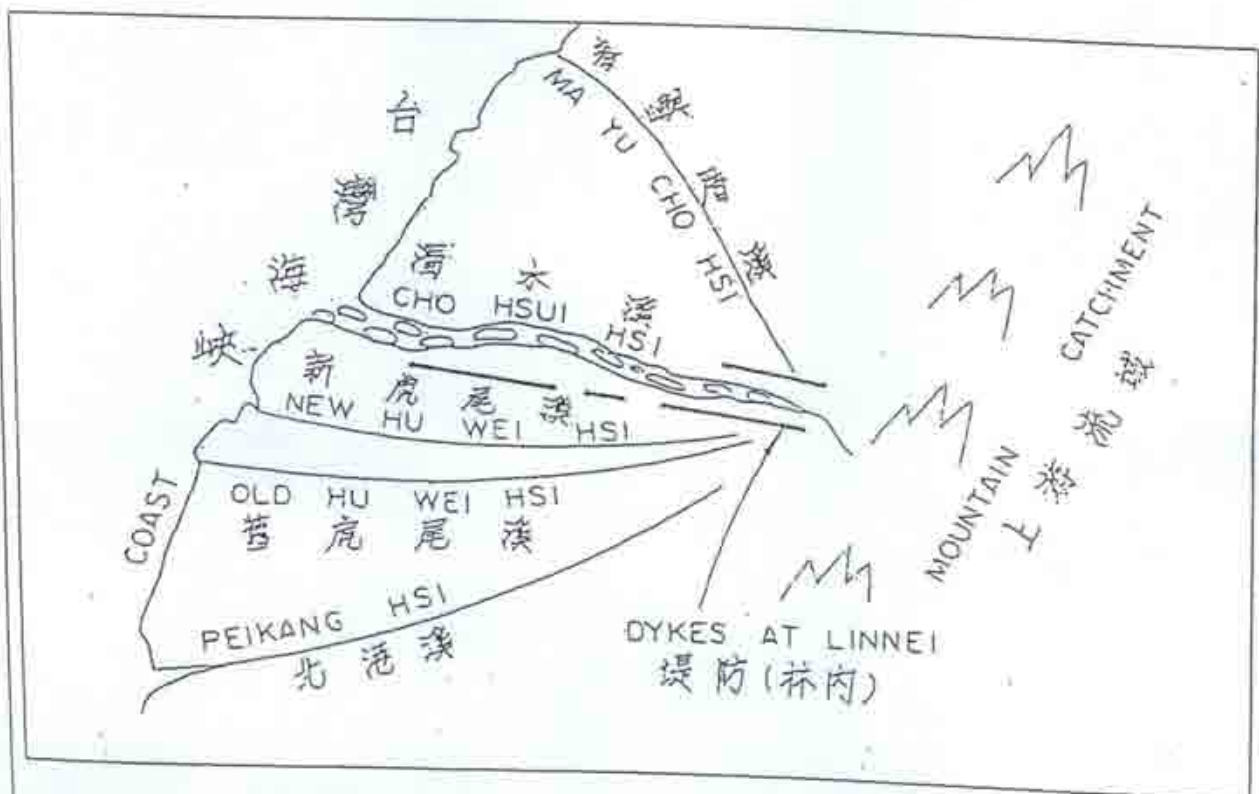 台灣海峽
MA YU CHO HSI
濁水溪
CHO HSUI HSI
新虎尾溪
NEW HU WEI HSI
OLD HU WEI HSI
舊虎尾溪
COAST
PEIKANG HSI
北港溪
DYKES AT LINNEI
堤防(林内)
MOUNTAIN CATCHMENT
上游流域